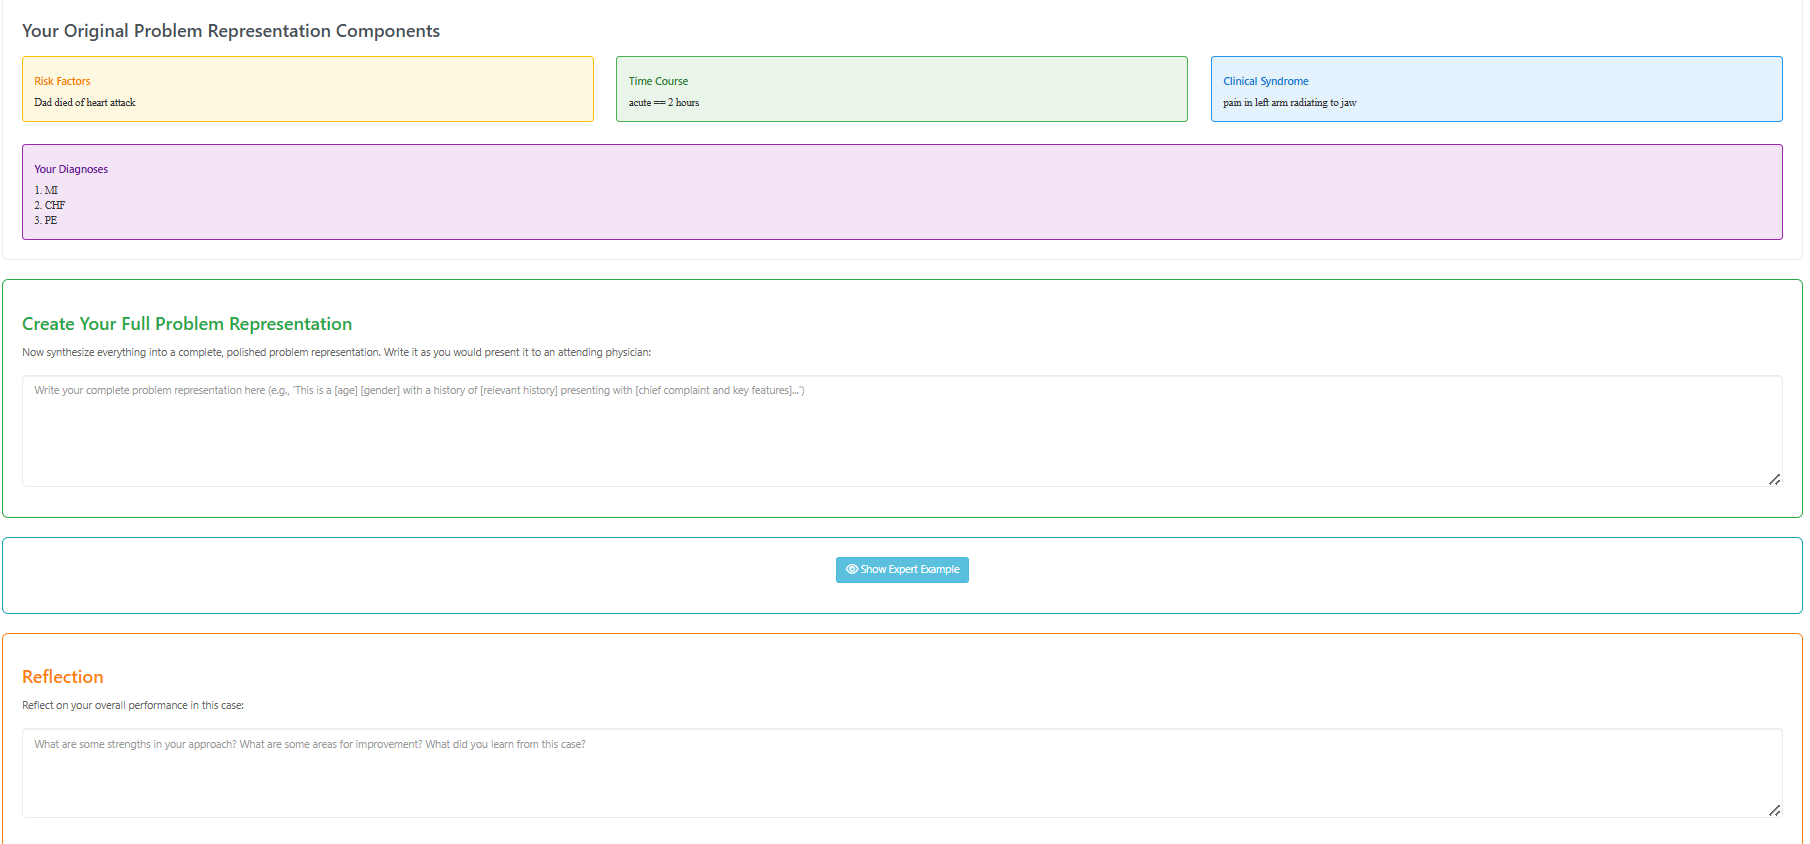 Your Original Problem Representation Components
Risk Factors
Dad died of heart attack
Time Course
acute == 2 hours
Clinical Syndrome
pain in left arm radiating to jaw
Your Diagnoses
1. MI
2. CHF
3. PE
Create Your Full Problem Representation
Now synthesize everything into a complete, polished problem representation. Write it as you would present it to an attending physician:
Write your complete problem representation here (e.g., 'This is a [age] [gender] with a history of [relevant history] presenting with [chief complaint and key features]...')
Show Expert Example
Reflection
Reflect on your overall performance in this case:
What are some strengths in your approach? What are some areas for improvement? What did you learn from this case?